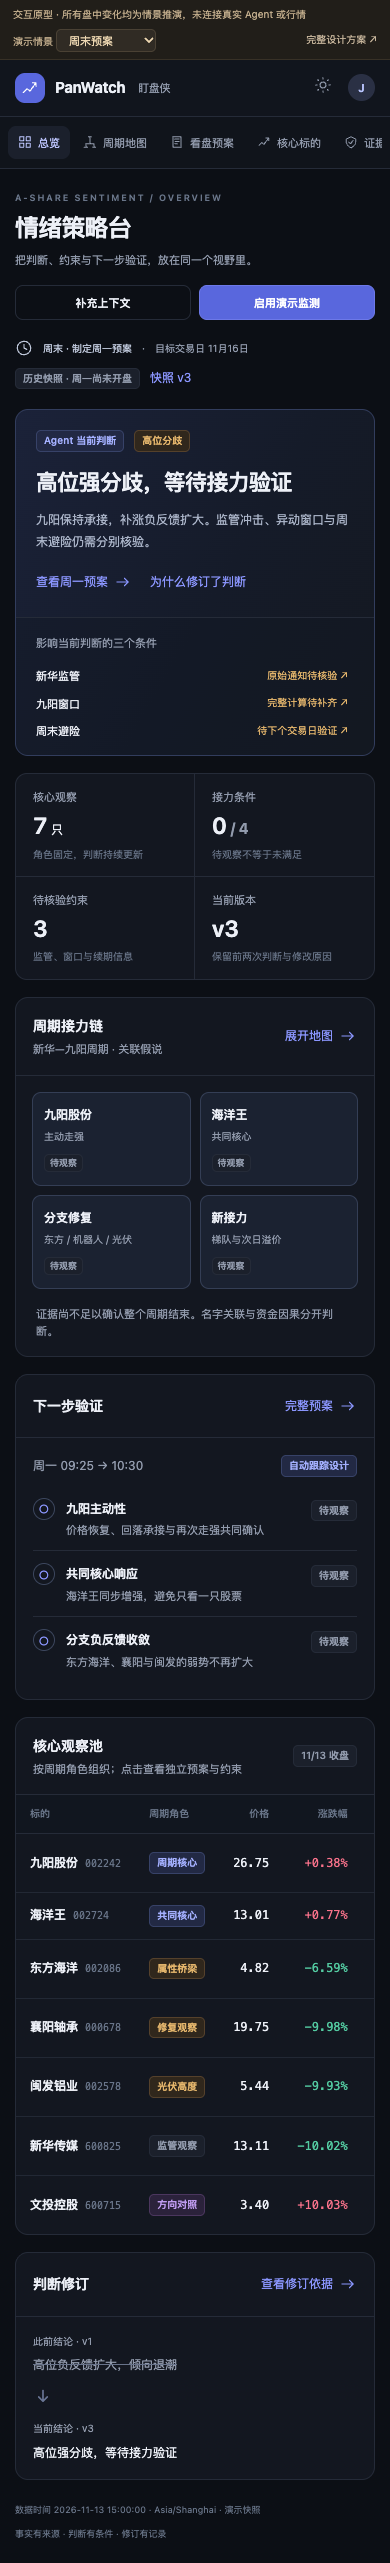 交互原型 · 所有盘中变化均为情景推演，未连接真实 Agent 或行情
演示情景 周末预案 完整设计方案 ↗
PanWatch 盯盘侠 J
总览 周期地图 看盘预案 核心标的 证据
A-SHARE SENTIMENT / OVERVIEW
情绪策略台
把判断、约束与下一步验证，放在同一个视野里。
补充上下文 启用演示监测
周末 · 制定周一预案 · 目标交易日 11月16日
历史快照 · 周一尚未开盘 快照 v3
Agent 当前判断 高位分歧
高位强分歧，等待接力验证
九阳保持承接，补涨负反馈扩大。监管冲击、异动窗口与周
末避险仍需分别核验。
查看周一预案 → 为什么修订了判断
影响当前判断的三个条件
新华监管 原始通知待核验 ↗
九阳窗口 完整计算待补齐 ↗
周末避险 待下个交易日验证 ↗
核心观察 接力条件
7 只 0 / 4
角色固定，判断持续更新 待观察不等于未满足
待核验约束 当前版本
3 v3
监管、窗口与续期信息 保留前两次判断与修改原因
周期接力链 展开地图 →
新华—九阳周期 · 关联假说
九阳股份 海洋王
主动走强 共同核心
待观察 待观察
分支修复 新接力
东方 / 机器人 / 光伏 梯队与次日溢价
待观察 待观察
证据尚不足以确认整个周期结束。名字关联与资金因果分开判
断。
下一步验证 完整预案 →
周一 09:25 → 10:30 自动跟踪设计
九阳主动性 待观察
价格恢复、回落承接与再次走强共同确认
共同核心响应 待观察
海洋王同步增强，避免只看一只股票
分支负反馈收敛 待观察
东方海洋、襄阳与闽发的弱势不再扩大
核心观察池 11/13 收盘
按周期角色组织；点击查看独立预案与约束
标的 周期角色 价格 涨跌幅
九阳股份 002242 周期核心 26.75 +0.38%
海洋王 002724 共同核心 13.01 +0.77%
东方海洋 002086 属性桥梁 4.82 -6.59%
襄阳轴承 000678 修复观察 19.75 -9.98%
闽发铝业 002578 光伏高度 5.44 -9.93%
新华传媒 600825 监管观察 13.11 -10.02%
文投控股 600715 方向对照 3.40 +10.03%
判断修订 查看修订依据 →
此前结论 · v1
高位负反馈扩大，倾向退潮
↓
当前结论 · v3
高位强分歧，等待接力验证
数据时间 2026-11-13 15:00:00 · Asia/Shanghai · 演示快照
事实有来源 · 判断有条件 · 修订有记录